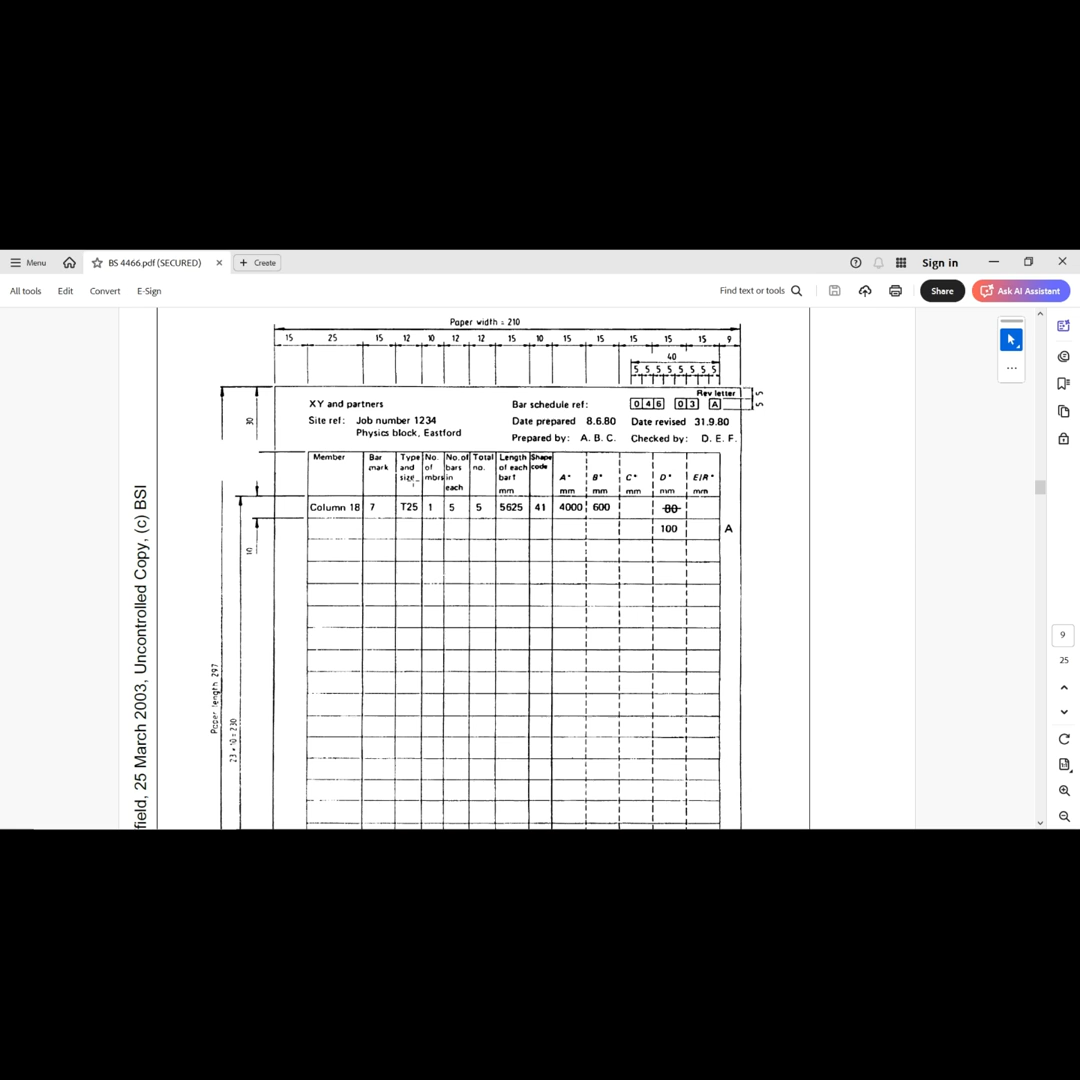 Menu BS 4466.pdf (SECURED) × + Create Sign in
All tools Edit Convert E-Sign Find text or tools Share Ask AI Assistant
Paper width = 210
15 25 15 12 10 12 12 15 10 15 15 15 15 15 9
40
5 5 5 5 5 5 5 5
Rev letter
XY and partners Bar schedule ref: 0 4 6 0 3 A
Site ref: Job number 1234 Date prepared 8.6.80 Date revised 31.9.80
Physics block, Eastford Prepared by: A. B. C. Checked by: D. E. F.
Member Bar mark Type and size No. of mbrs No. of bars in each Total no. Length of each bar† mm Shape code A* mm B* mm C* mm D* mm E/R* mm
Column 18 7 T25 1 5 5 5625 41 4000 600 80
100 A
5 5
30
10
Paper length 297
23 × 10 = 230
field, 25 March 2003, Uncontrolled Copy, (c) BSI
9
25